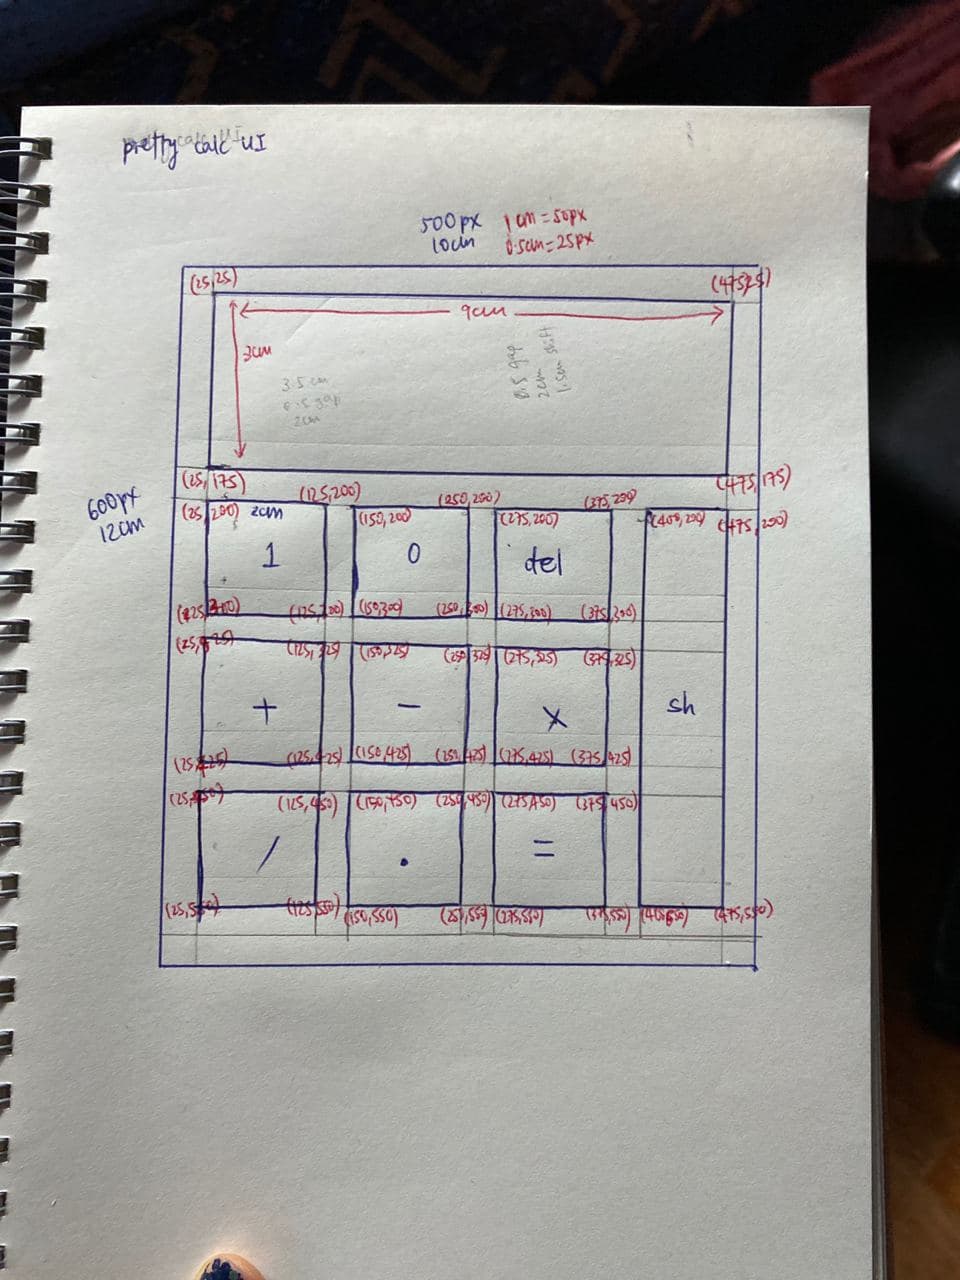 pretty calc UI
500px 1cm = 50px
10cm 0.5cm = 25px
(25,25) (475,25)
9cm
3cm
3.5 cm
0.5 gap
2cm
0.5 gap
2cm
1.5cm shift
(25,175) (475,175)
600px
12cm
(125,200) (250,200) (375,200)
(25,200) 2cm (150,200) (275,200) (400,200) (475,200)
1 0 del
(25,300) (125,300) (150,300) (250,300) (275,300) (375,300)
(25,325) (125,325) (150,325) (250,325) (275,325) (375,325)
+ - x sh
(25,425) (125,425) (150,425) (250,425) (275,425) (375,425)
(25,450) (125,450) (150,450) (250,450) (275,450) (375,450)
/ . =
(25,550) (125,550) (150,550) (250,550) (275,550) (375,550) (400,550) (475,550)